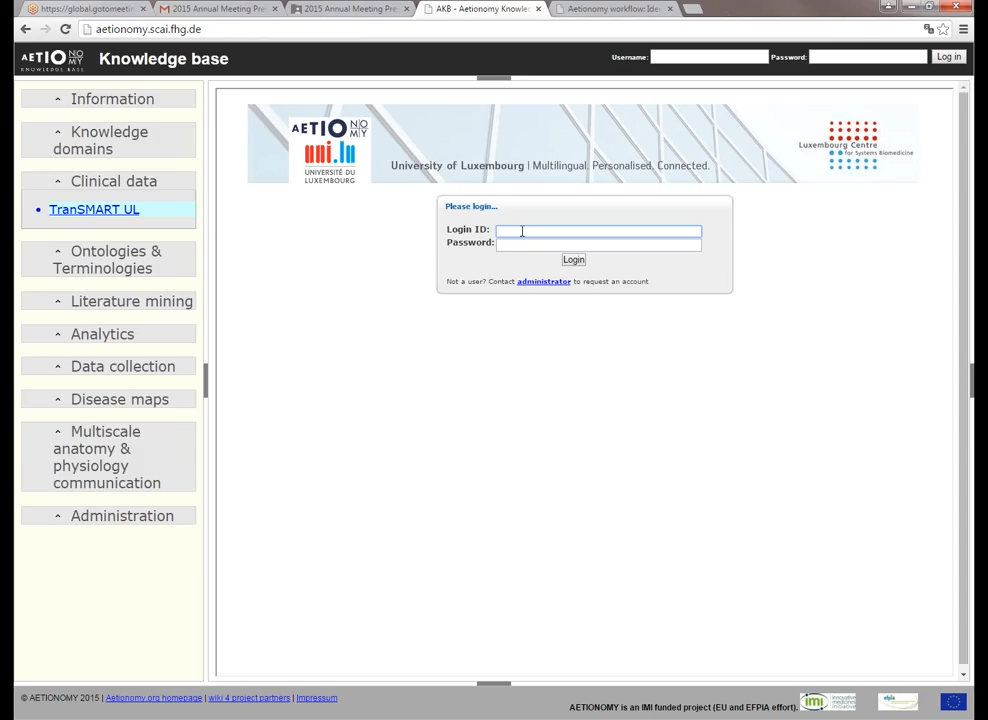 https://global.gotomeetin
2015 Annual Meeting Pre
2015 Annual Meeting Pre
AKB - Aetionomy Knowle
Aetionomy workflow: Ide
aetionomy.scai.fhg.de
AETIONOMY
KNOWLEDGE BASE
Knowledge base
Username:
Password:
Log in
Information
Knowledge
domains
Clinical data
TranSMART UL
Ontologies &
Terminologies
Literature mining
Analytics
Data collection
Disease maps
Multiscale
anatomy &
physiology
communication
Administration
AETIONOMY
uni.lu
UNIVERSITÉ DU
LUXEMBOURG
University of Luxembourg | Multilingual. Personalised. Connected.
Luxembourg Centre
for Systems Biomedicine
Please login...
Login ID:
Password:
Login
Not a user? Contact administrator to request an account
© AETIONOMY 2015 | Aetionomy.org homepage | wiki 4 project partners | Impressum
AETIONOMY is an IMI funded project (EU and EFPIA effort).
imi
innovative
medicines
initiative
efpia